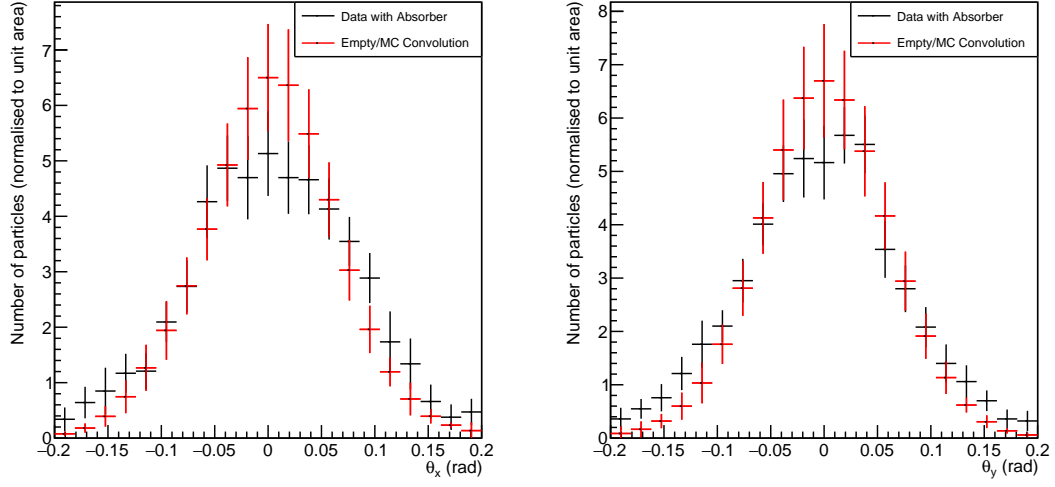 Number of particles (normalised to unit area)
7
6
5
4
3
2
1
0
−0.2 −0.15 −0.1 −0.05 0 0.05 0.1 0.15 0.2
θx (rad)
Data with Absorber
Empty/MC Convolution
Number of particles (normalised to unit area)
8
7
6
5
4
3
2
1
0
−0.2 −0.15 −0.1 −0.05 0 0.05 0.1 0.15 0.2
θy (rad)
Data with Absorber
Empty/MC Convolution